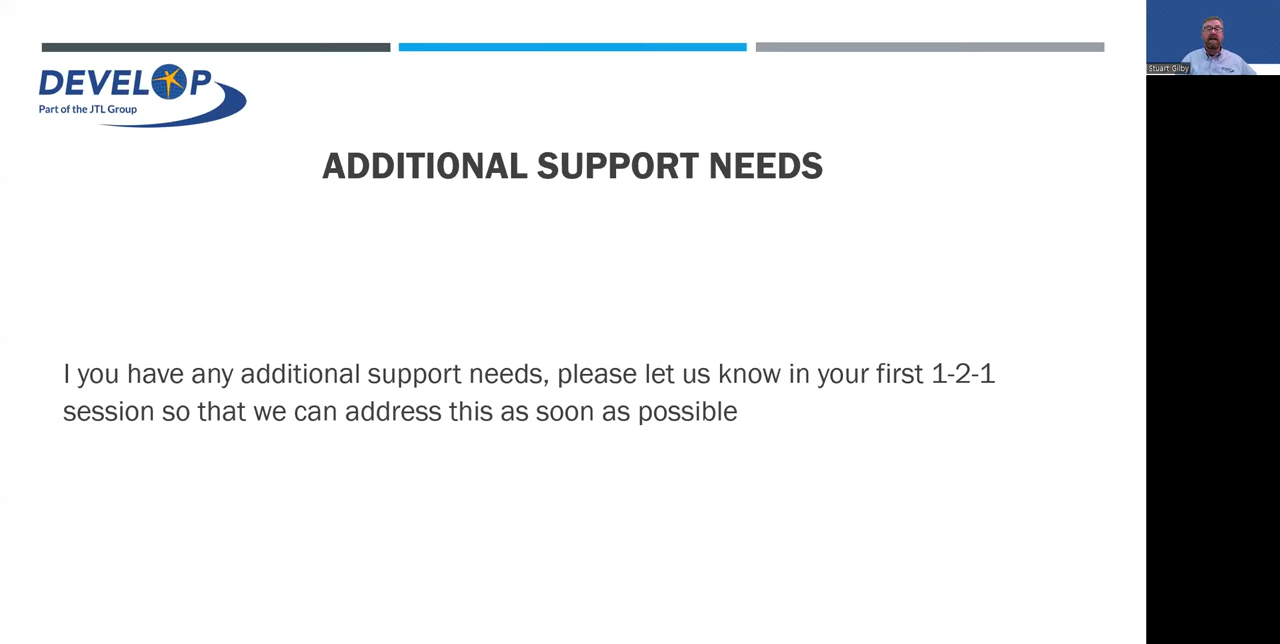 DEVELOP
Part of the JTL Group
ADDITIONAL SUPPORT NEEDS
I you have any additional support needs, please let us know in your first 1-2-1
session so that we can address this as soon as possible
Stuart Gilby